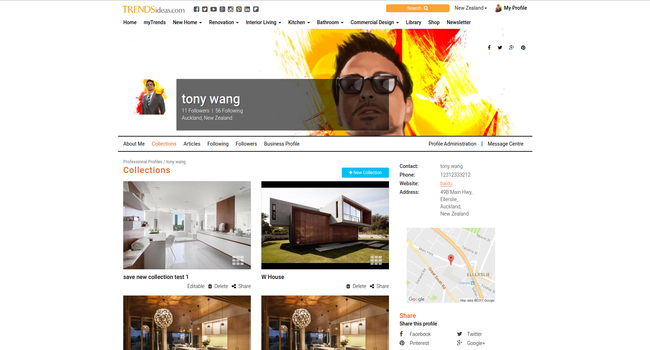 TRENDSideas.com
Search
New Zealand
My Profile
Home myTrends New Home Renovation Interior Living Kitchen Bathroom Commercial Design Library Shop Newsletter
tony wang
11 Followers | 56 Following
Auckland, New Zealand
About Me Collections Articles Following Followers Business Profile Profile Administration | Message Centre
Professional Profiles / tony wang
Collections
+ New Collection
save new collection test 1
Editable Delete Share
W House
Delete Share
Contact: tony.wang
Phone: 12312333212
Website:
Address: 49B Main Hwy,
Ellerslie,
Auckland,
New Zealand
ELLERSLIE
Google
Map data ©2017 Google
Share
Share this profile
Facebook Twitter
Pinterest Google+